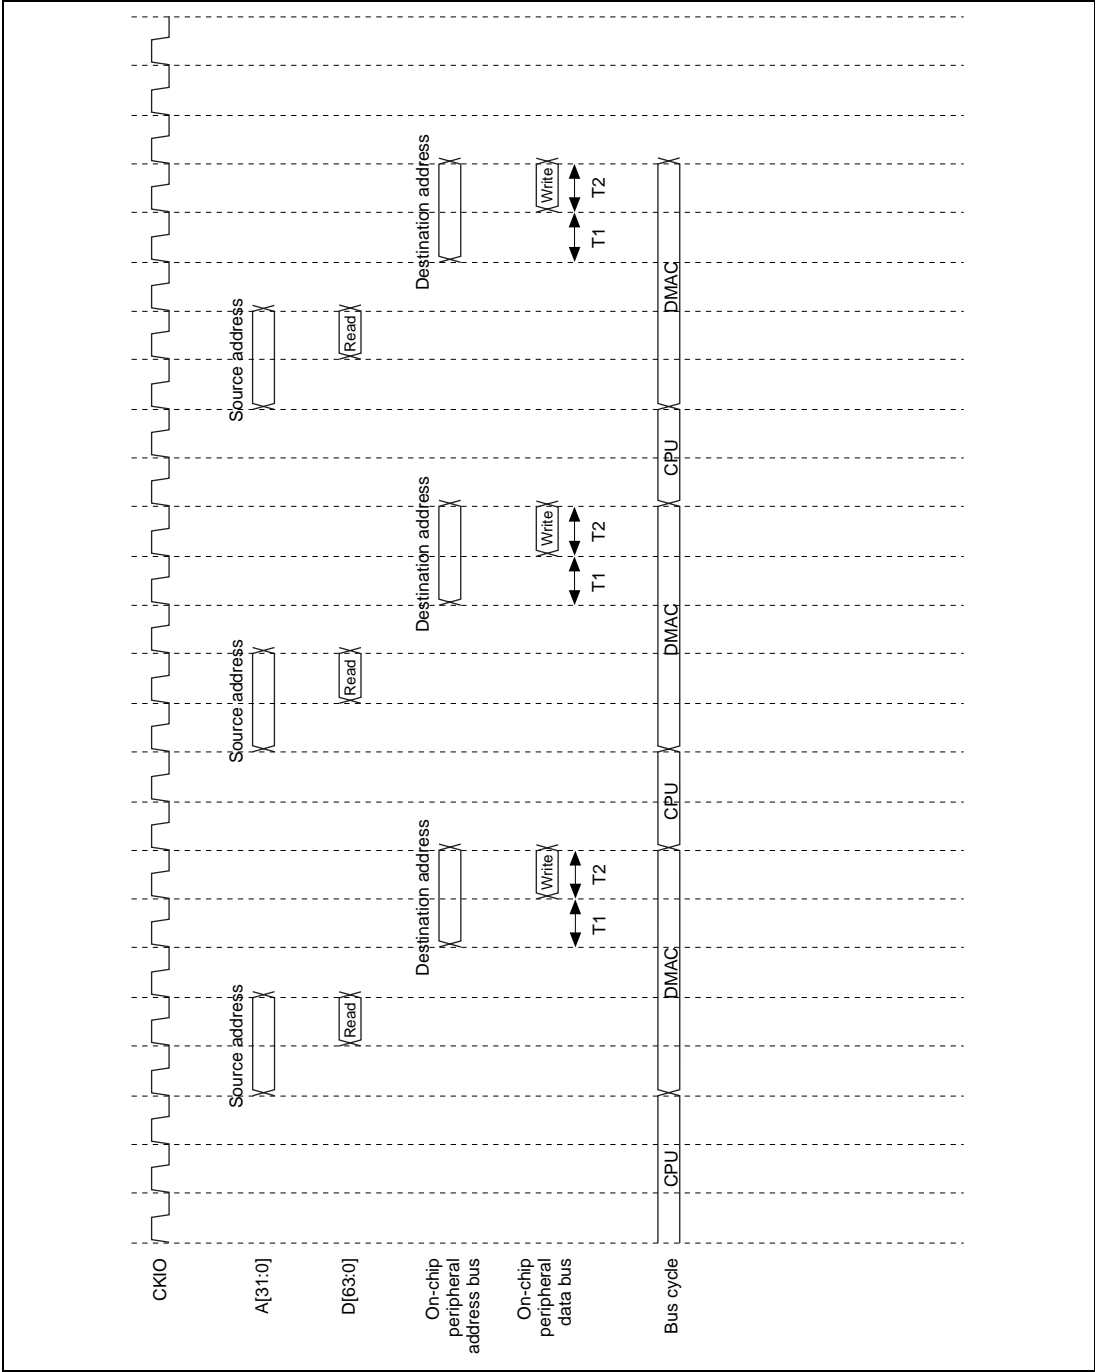 CKIO
A[31:0]
Source address
Source address
Source address
D[63:0]
Read
Read
Read
On-chip
peripheral
address bus
Destination address
Destination address
Destination address
On-chip
peripheral
data bus
Write
Write
Write
T1
T2
T1
T2
T1
T2
Bus cycle
CPU
DMAC
CPU
DMAC
CPU
DMAC